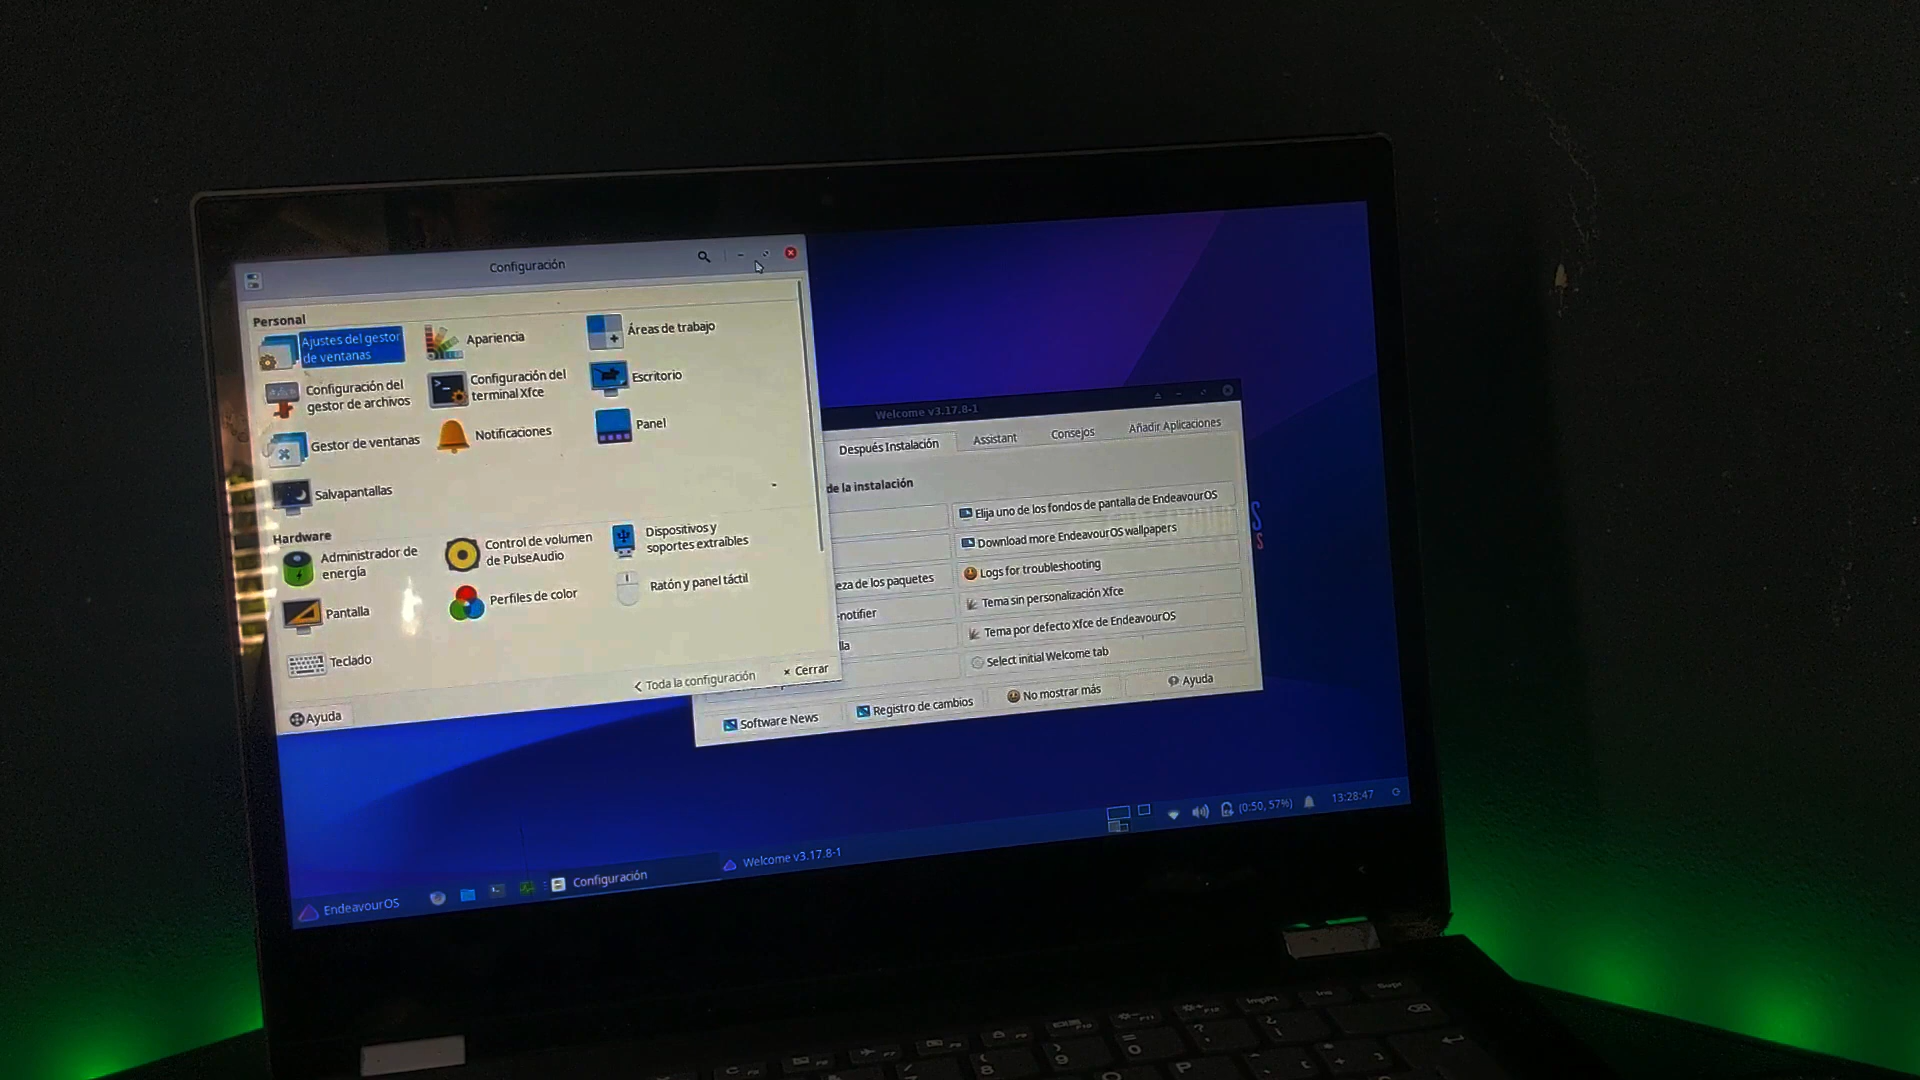 Configuración
Personal
Ajustes del gestor
de ventanas
Apariencia
Áreas de trabajo
Configuración del
gestor de archivos
Configuración del
terminal Xfce
Escritorio
Gestor de ventanas
Notificaciones
Panel
Salvapantallas
Hardware
Administrador de
energía
Control de volumen
de PulseAudio
Dispositivos y
soportes extraíbles
Pantalla
Perfiles de color
Ratón y panel táctil
Teclado
Ayuda
Toda la configuración
Cerrar
Welcome v3.17.8-1
Después Instalación
Assistant
Consejos
Añadir Aplicaciones
de la instalación
Elija uno de los fondos de pantalla de EndeavourOS
Download more EndeavourOS wallpapers
eza de los paquetes
Logs for troubleshooting
-notifier
Tema sin personalización Xfce
lla
Tema por defecto Xfce de EndeavourOS
Select initial Welcome tab
Software News
Registro de cambios
No mostrar más
Ayuda
EndeavourOS
Configuración
Welcome v3.17.8-1
(0:50, 57%)
13:28:47